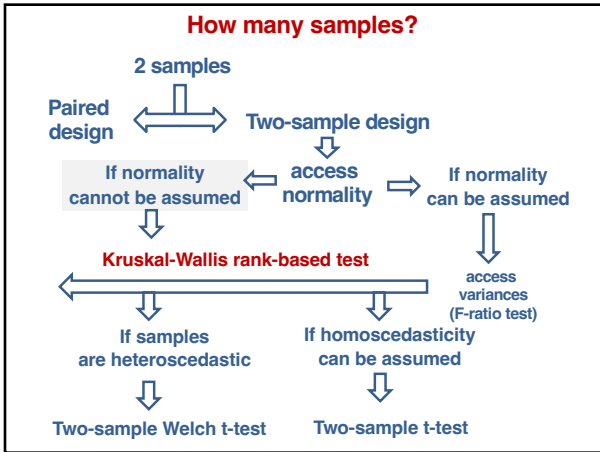 How many samples?
2 samples
Paired
design
Two-sample design
If normality
cannot be assumed
access
normality
If normality
can be assumed
Kruskal-Wallis rank-based test
access
variances
(F-ratio test)
If samples
are heteroscedastic
If homoscedasticity
can be assumed
Two-sample Welch t-test
Two-sample t-test